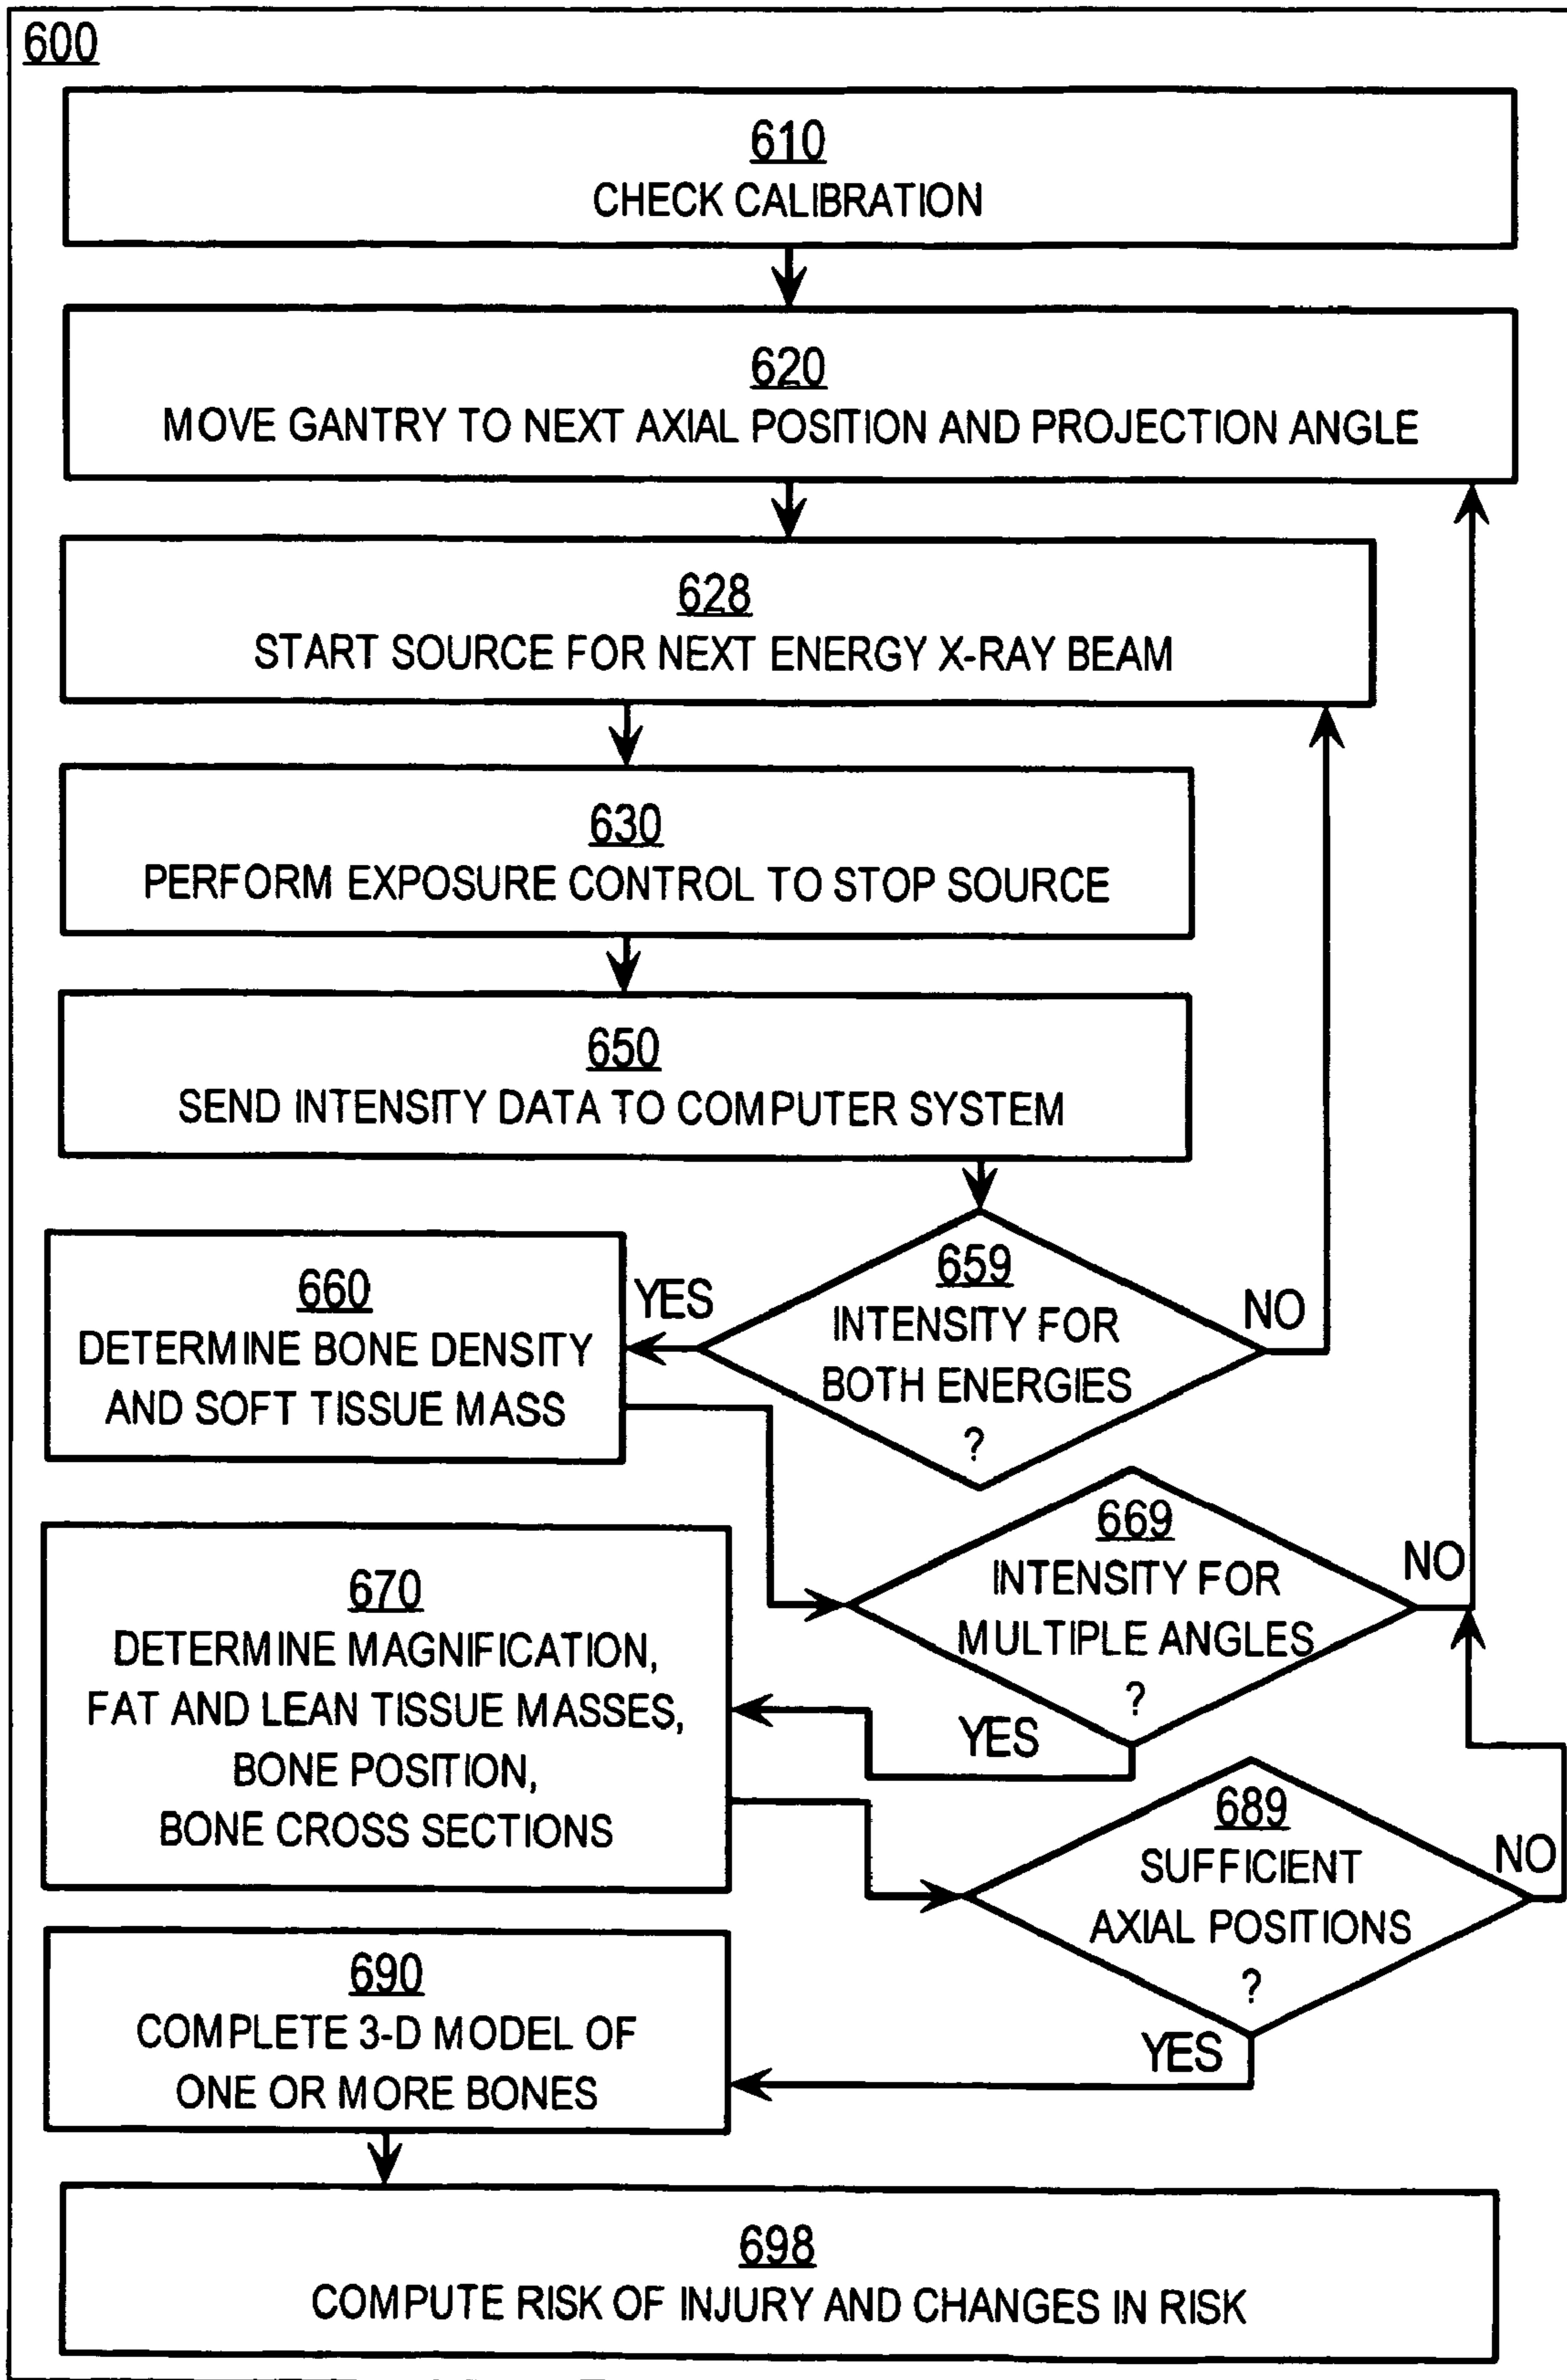 600
610
CHECK CALIBRATION
620
MOVE GANTRY TO NEXT AXIAL POSITION AND PROJECTION ANGLE
628
START SOURCE FOR NEXT ENERGY X-RAY BEAM
630
PERFORM EXPOSURE CONTROL TO STOP SOURCE
650
SEND INTENSITY DATA TO COMPUTER SYSTEM
659
INTENSITY FOR
BOTH ENERGIES
?
YES
NO
660
DETERMINE BONE DENSITY
AND SOFT TISSUE MASS
669
INTENSITY FOR
MULTIPLE ANGLES
?
NO
YES
670
DETERMINE MAGNIFICATION,
FAT AND LEAN TISSUE MASSES,
BONE POSITION,
BONE CROSS SECTIONS
689
SUFFICIENT
AXIAL POSITIONS
?
NO
YES
690
COMPLETE 3-D MODEL OF
ONE OR MORE BONES
698
COMPUTE RISK OF INJURY AND CHANGES IN RISK